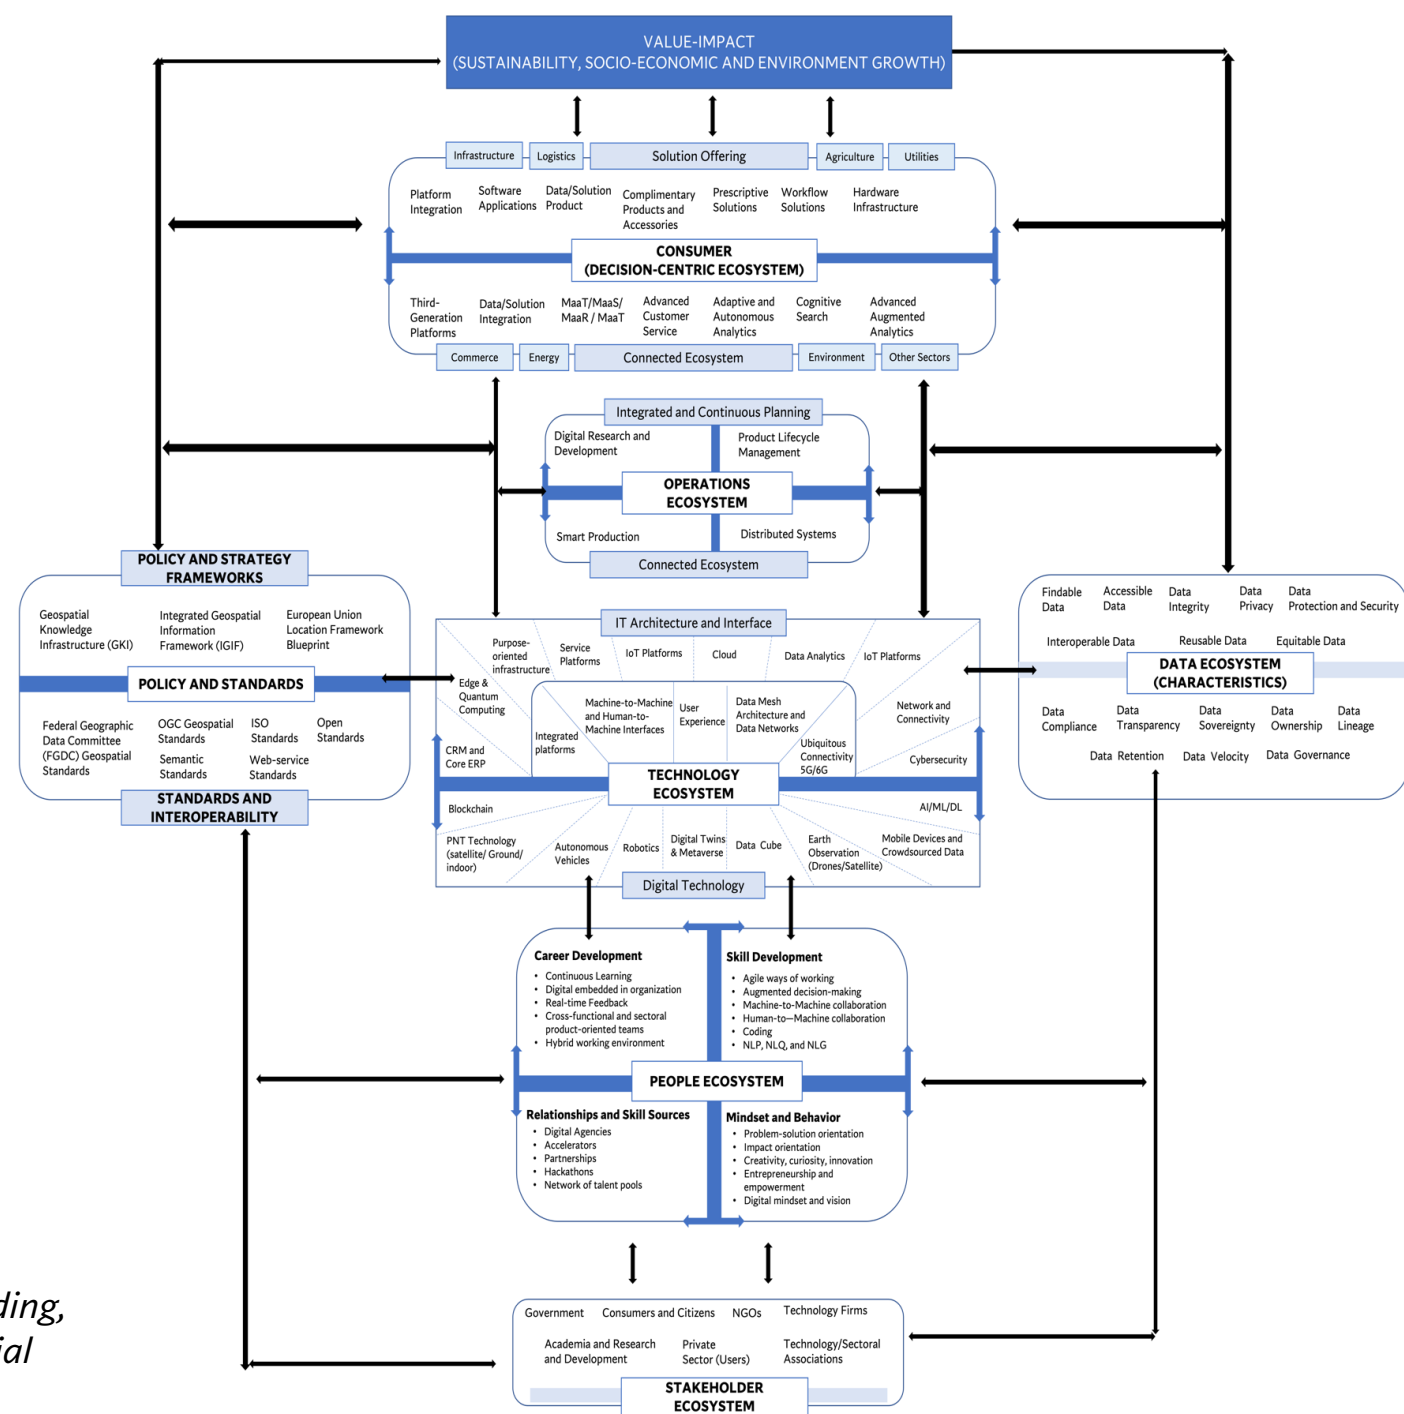 VALUE-IMPACT
(SUSTAINABILITY, SOCIO-ECONOMIC AND ENVIRONMENT GROWTH)
Infrastructure
Logistics
Solution Offering
Agriculture
Utilities
Platform
Integration
Software
Applications
Data/Solution
Product
Complimentary
Products and
Accessories
Prescriptive
Solutions
Workflow
Solutions
Hardware
Infrastructure
CONSUMER
(DECISION-CENTRIC ECOSYSTEM)
Third-
Generation
Platforms
Data/Solution
Integration
MaaT/MaaS/
MaaR / MaaT
Advanced
Customer
Service
Adaptive and
Autonomous
Analytics
Cognitive
Search
Advanced
Augmented
Analytics
Commerce
Energy
Connected Ecosystem
Environment
Other Sectors
Integrated and Continuous Planning
Digital Research and
Development
Product Lifecycle
Management
OPERATIONS
ECOSYSTEM
Smart Production
Distributed Systems
Connected Ecosystem
POLICY AND STRATEGY
FRAMEWORKS
Geospatial
Knowledge
Infrastructure (GKI)
Integrated Geospatial
Information
Framework (IGIF)
European Union
Location Framework
Blueprint
POLICY AND STANDARDS
Federal Geographic
Data Committee
(FGDC) Geospatial
Standards
OGC Geospatial
Standards
Semantic
Standards
ISO
Standards
Web-service
Standards
Open
Standards
STANDARDS AND
INTEROPERABILITY
IT Architecture and Interface
Purpose-
oriented
infrastructure
Service
Platforms
IoT Platforms
Cloud
Data Analytics
IoT Platforms
Edge &
Quantum
Computing
Network and
Connectivity
Machine-to-Machine
and Human-to-
Machine Interfaces
User
Experience
Data Mesh
Architecture and
Data Networks
Integrated
platforms
Ubiquitous
Connectivity
5G/6G
CRM and
Core ERP
Cybersecurity
TECHNOLOGY
ECOSYSTEM
Blockchain
AI/ML/DL
PNT Technology
(satellite/ Ground/
indoor)
Autonomous
Vehicles
Robotics
Digital Twins
& Metaverse
Data Cube
Earth
Observation
(Drones/Satellite)
Mobile Devices and
Crowdsourced Data
Digital Technology
Findable
Data
Accessible
Data
Data
Integrity
Data
Privacy
Data
Protection and Security
Interoperable Data
Reusable Data
Equitable Data
DATA ECOSYSTEM
(CHARACTERISTICS)
Data
Compliance
Data
Transparency
Data
Sovereignty
Data
Ownership
Data
Lineage
Data Retention
Data Velocity
Data Governance
Career Development
• Continuous Learning
• Digital embedded in organization
• Real-time Feedback
• Cross-functional and sectoral
product-oriented teams
• Hybrid working environment
Skill Development
• Agile ways of working
• Augmented decision-making
• Machine-to-Machine collaboration
• Human-to—Machine collaboration
• Coding
• NLP, NLQ, and NLG
PEOPLE ECOSYSTEM
Relationships and Skill Sources
• Digital Agencies
• Accelerators
• Partnerships
• Hackathons
• Network of talent pools
Mindset and Behavior
• Problem-solution orientation
• Impact orientation
• Creativity, curiosity, innovation
• Entrepreneurship and
empowerment
• Digital mindset and vision
ding,
ial
Government
Consumers and Citizens
NGOs
Technology Firms
Academia and Research
and Development
Private
Sector (Users)
Technology/Sectoral
Associations
STAKEHOLDER
ECOSYSTEM